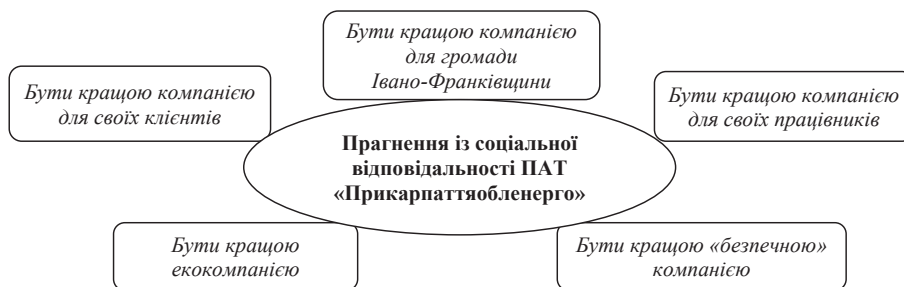 Бути кращою компанією
для громади
Івано-Франківщини
Бути кращою компанією
для своїх клієнтів
Бути кращою компанією
для своїх працівників
Прагнення із соціальної
відповідальності ПАТ
«Прикарпаттяобленерго»
Бути кращою
екокомпанією
Бути кращою «безпечною»
компанією